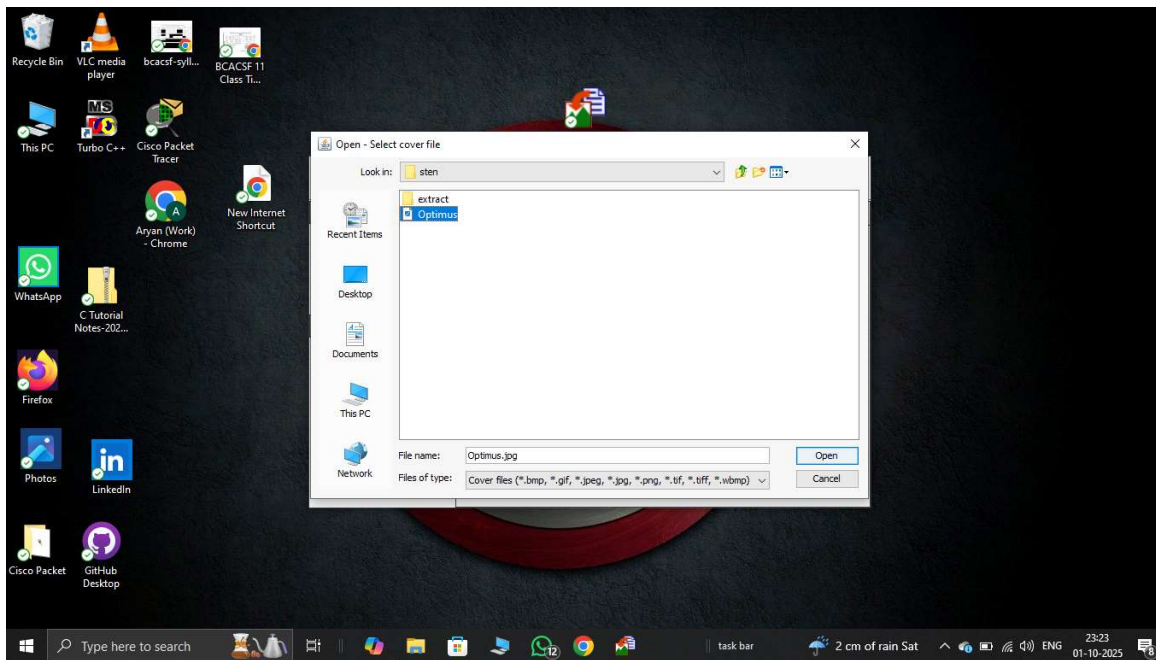 Recycle Bin
VLC media
player
bcacsf-syll...
BCACSF 11
Class Ti...
This PC
MS
Turbo C++
Cisco Packet
Tracer
A
Aryan (Work)
- Chrome
New Internet
Shortcut
WhatsApp
C Tutorial
Notes-202...
Firefox
Photos
in
LinkedIn
Cisco Packet
GitHub
Desktop
Open - Select cover file
Look in:
sten
Recent Items
Desktop
Documents
This PC
Network
extract
Optimus
File name:
Optimus.jpg
Open
Files of type:
Cover files (*.bmp, *.gif, *.jpeg, *.jpg, *.png, *.tif, *.tiff, *.wbmp)
Cancel
Type here to search
12
task bar
2 cm of rain Sat
ENG
23:23
01-10-2025
8